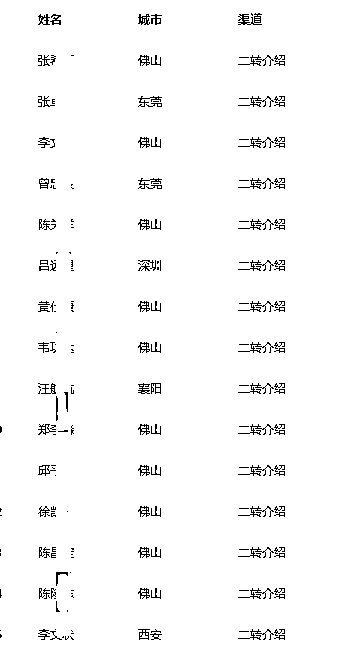 姓名 城市 渠道
张 佛山 二转介绍
张 东莞 二转介绍
李文 佛山 二转介绍
曾 东莞 二转介绍
陈 佛山 二转介绍
吕远 深圳 二转介绍
黄仕 佛山 二转介绍
韦 佛山 二转介绍
汪 襄阳 二转介绍
郑 佛山 二转介绍
邱 佛山 二转介绍
徐凯 佛山 二转介绍
陈昌 佛山 二转介绍
陈 佛山 二转介绍
李文 西安 二转介绍